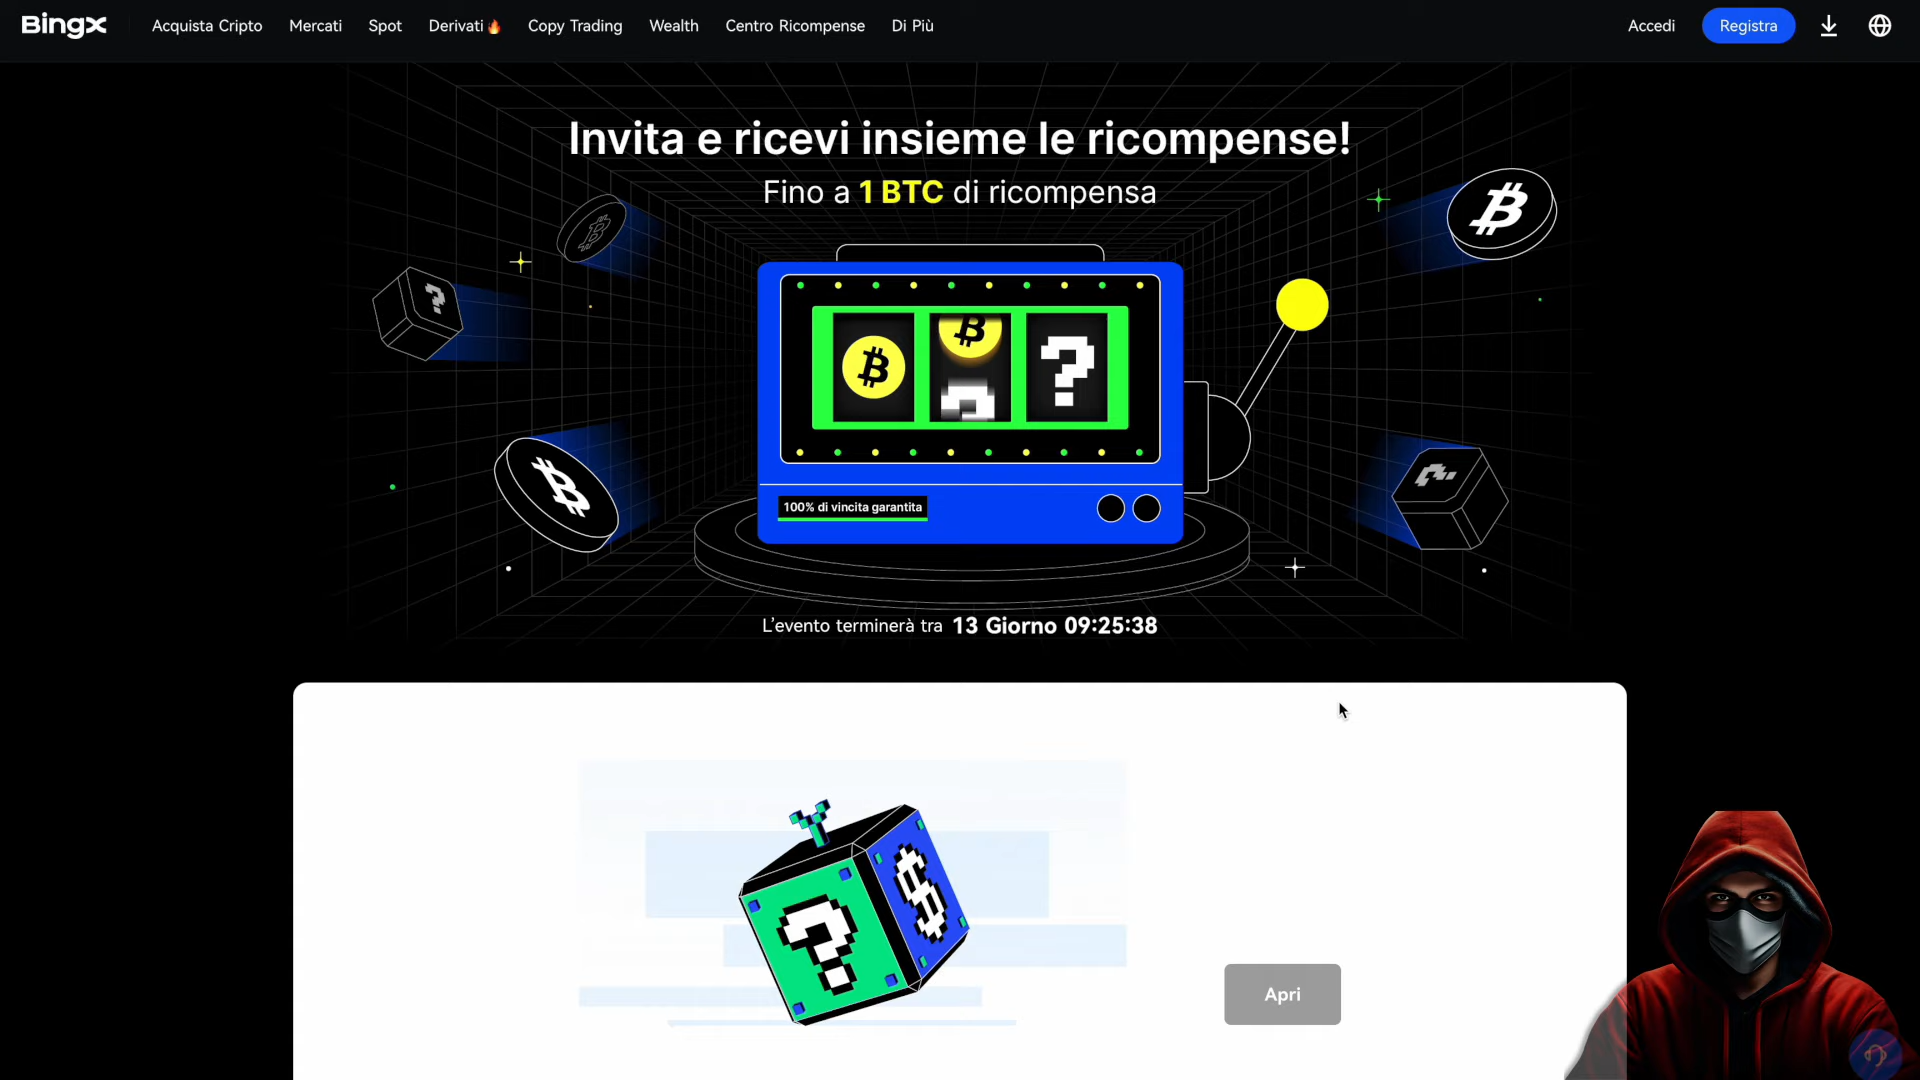 BingX
Acquista Cripto Mercati Spot Derivati Copy Trading Wealth Centro Ricompense Di Più Accedi Registra
Invita e ricevi insieme le ricompense!
Fino a 1 BTC di ricompensa
100% di vincita garantita
L'evento terminerà tra 13 Giorno 09:25:38
Apri